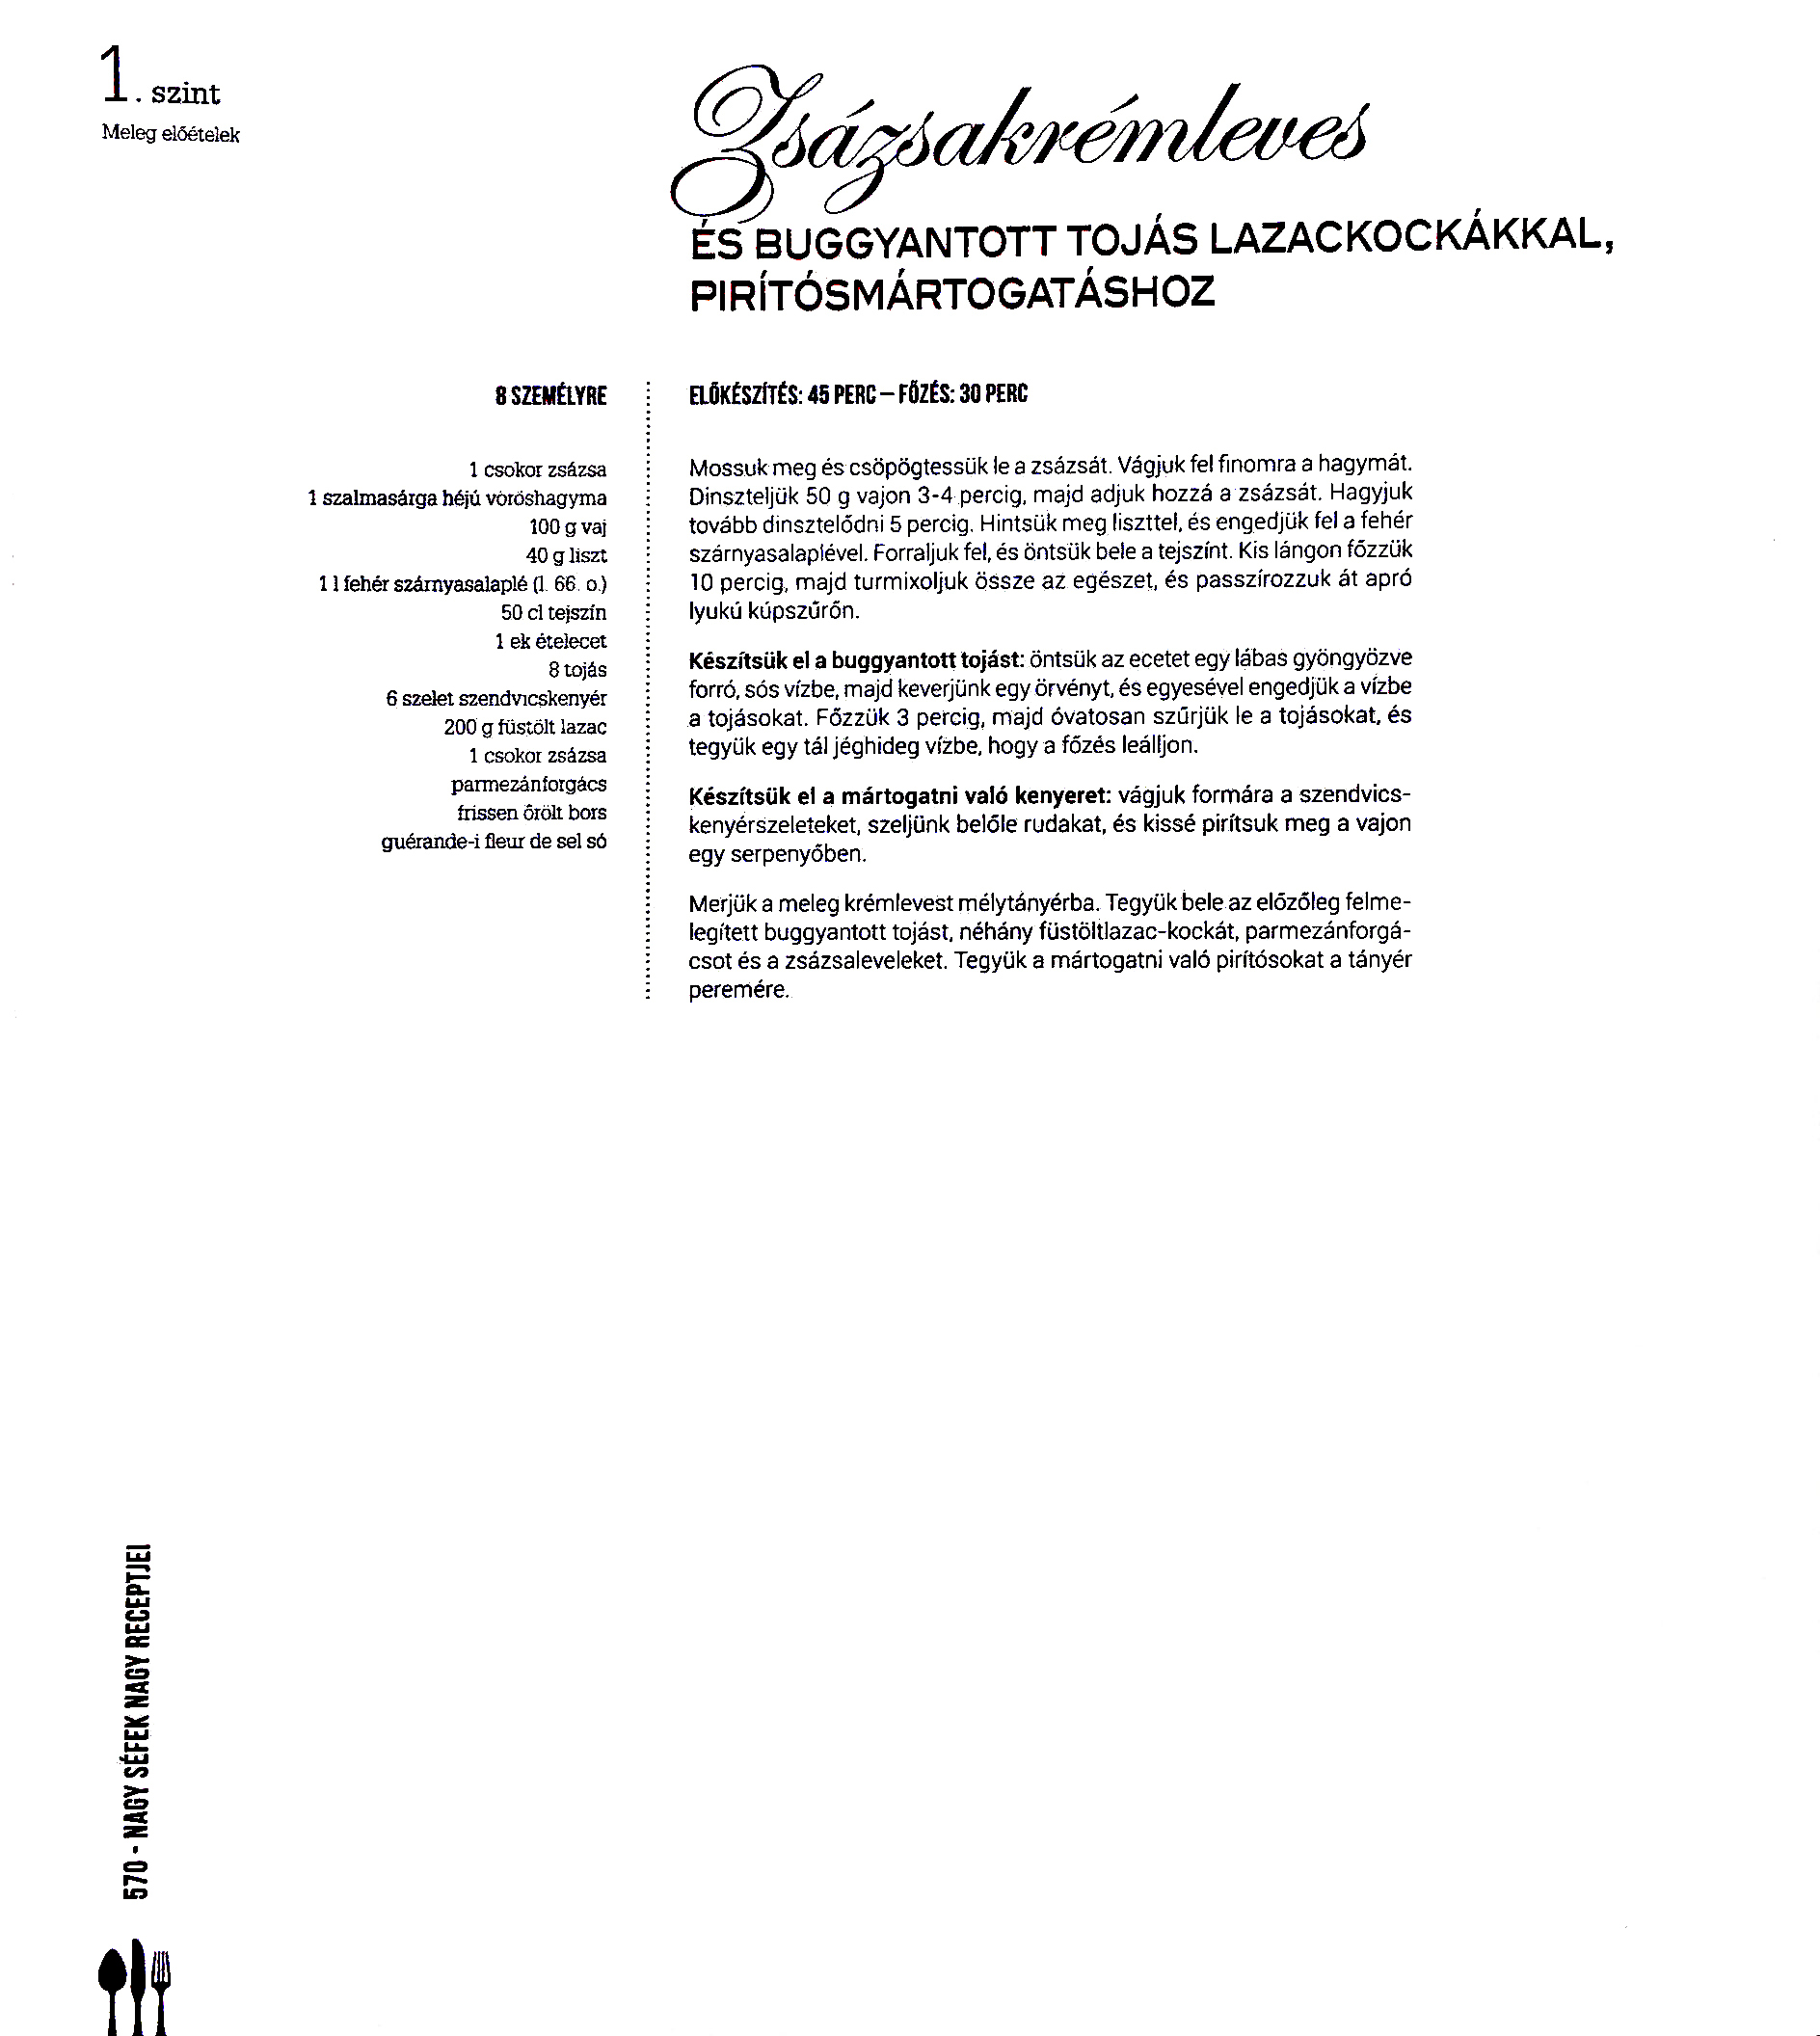 1. szint
Meleg előételek
Zsázsakrémleves
ÉS BUGGYANTOTT TOJÁS LAZACKOCKÁKKAL,
PIRÍTÓSMÁRTOGATÁSHOZ
8 SZEMÉLYRE
1 csokor zsázsa
1 szalmasárga héjú vöröshagyma
100 g vaj
40 g liszt
1 l fehér szárnyasalaplé (l. 66. o.)
50 cl tejszín
1 ek ételecet
8 tojás
6 szelet szendvicskenyér
200 g füstölt lazac
1 csokor zsázsa
parmezánforgács
frissen őrölt bors
guérande-i fleur de sel só
ELŐKÉSZÍTÉS: 45 PERC – FŐZÉS: 30 PERC
Mossuk meg és csöpögtessük le a zsázsát. Vágjuk fel finomra a hagymát.
Dinszteljük 50 g vajon 3-4 percig, majd adjuk hozzá a zsázsát. Hagyjuk
tovább dinsztelődni 5 percig. Hintsük meg liszttel, és engedjük fel a fehér
szárnyasalaplével. Forraljuk fel, és öntsük bele a tejszínt. Kis lángon főzzük
10 percig, majd turmixoljuk össze az egészet, és passzírozzuk át apró
lyukú kúpszűrőn.
Készítsük el a buggyantott tojást: öntsük az ecetet egy lábas gyöngyözve
forró, sós vízbe, majd keverjünk egy örvényt, és egyesével engedjük a vízbe
a tojásokat. Főzzük 3 percig, majd óvatosan szűrjük le a tojásokat, és
tegyük egy tál jéghideg vízbe, hogy a főzés leálljon.
Készítsük el a mártogatni való kenyeret: vágjuk formára a szendvics-
kenyérszeleteket, szeljünk belőle rudakat, és kissé pirítsuk meg a vajon
egy serpenyőben.
Merjük a meleg krémlevest mélytányérba. Tegyük bele az előzőleg felme-
legített buggyantott tojást, néhány füstöltlazac-kockát, parmezánforgá-
csot és a zsázsaleveleket. Tegyük a mártogatni való pirítósokat a tányér
peremére.
570 - NAGY SÉFEK NAGY RECEPTJEI